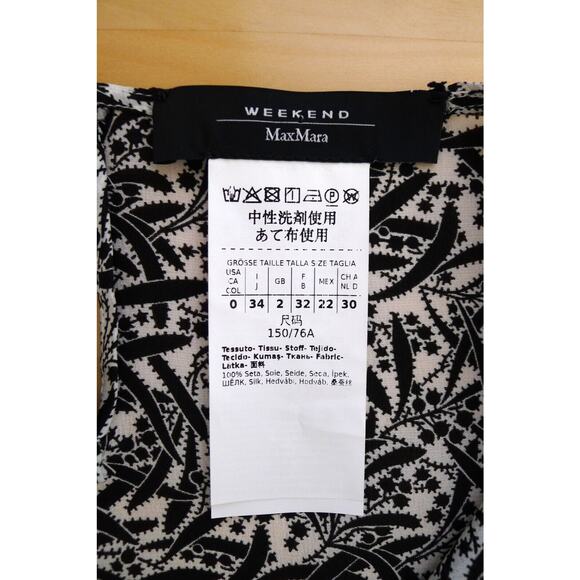 WEEKEND
MaxMara
中性洗剤使用
あて布使用
GRÖSSE TAILLE TALLA SIZE TAGLIA
USA CA COL I J GB F B MEX CH A NL D
0 34 2 32 22 30
尺码
150/76A
Tessuto- Tissu- Stoff- Tejido-
Tecido- Kumaş- Ткань- Fabric-
Látka- 面料
100% Seta, Soie, Seide, Seda, İpek,
ШЁЛК, Silk, Hedvábí, Hodváb, 桑蚕丝